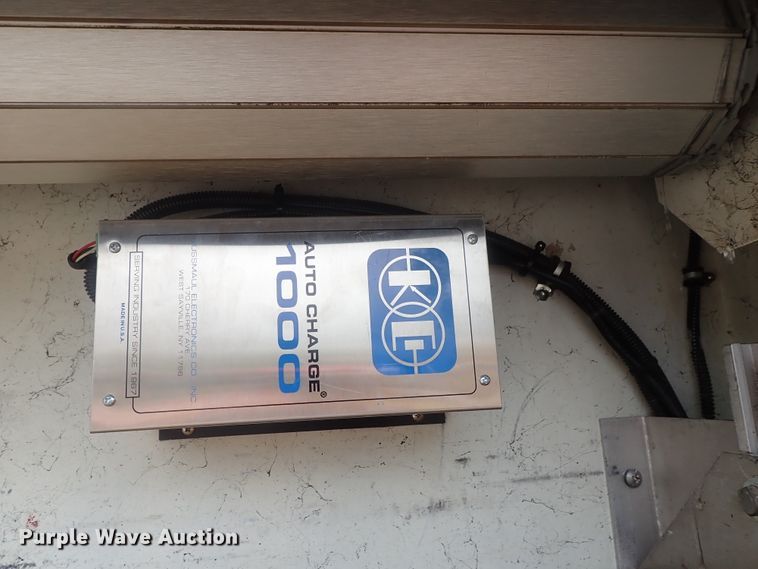 AUTO CHARGE®
1000
KUSSMAUL ELECTRONICS CO. INC.
170 CHERRY AVE
WEST SAYVILLE, NY 11796
SERVING INDUSTRY SINCE 1967
MADE IN U.S.A.
KE
Purple Wave Auction